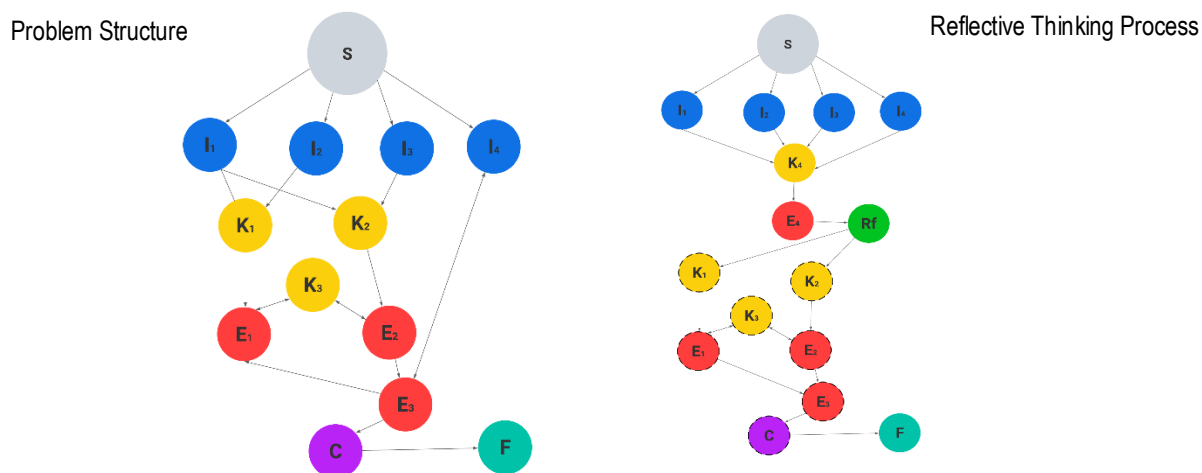 Problem Structure
S
I₁
I₂
I₃
I₄
K₁
K₂
K₃
E₁
E₂
E₃
C
F
Reflective Thinking Process
S
I₁
I₂
I₃
I₄
K₄
E₄
Rf
K₁
K₂
K₃
E₁
E₂
E₃
C
F